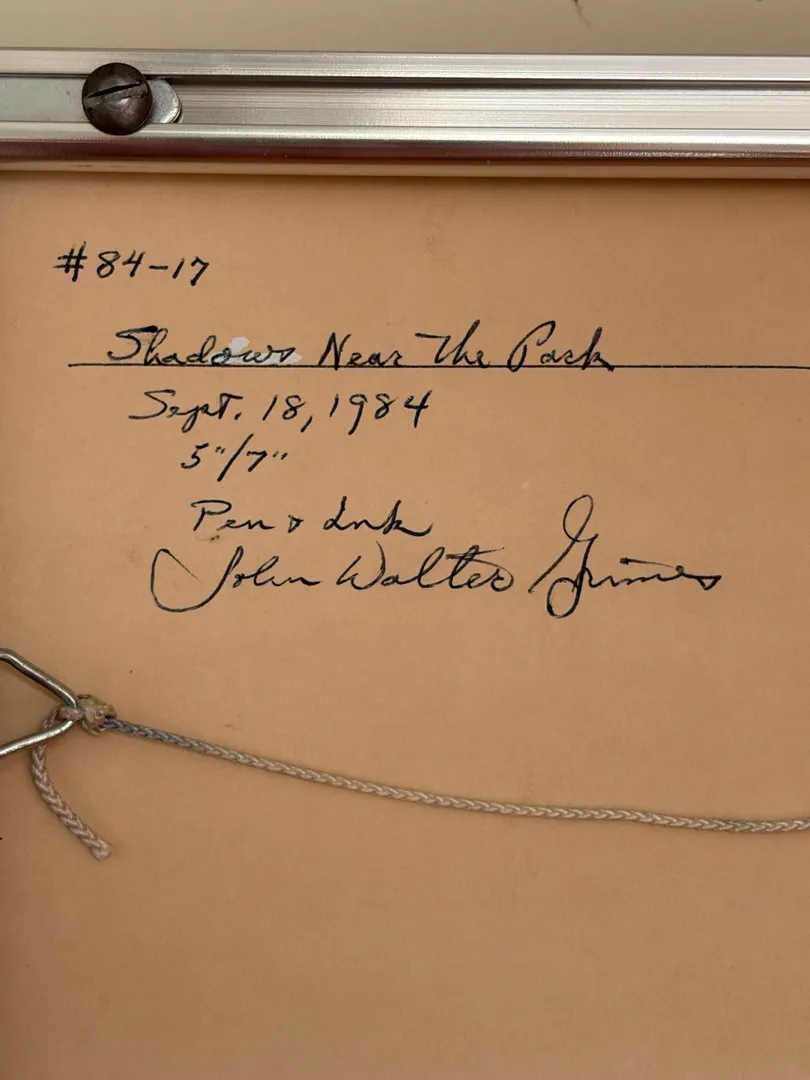 #84-17
Shadows Near The Park
Sept. 18, 1984
5"/7"
Pen & Ink
John Walter Grimes